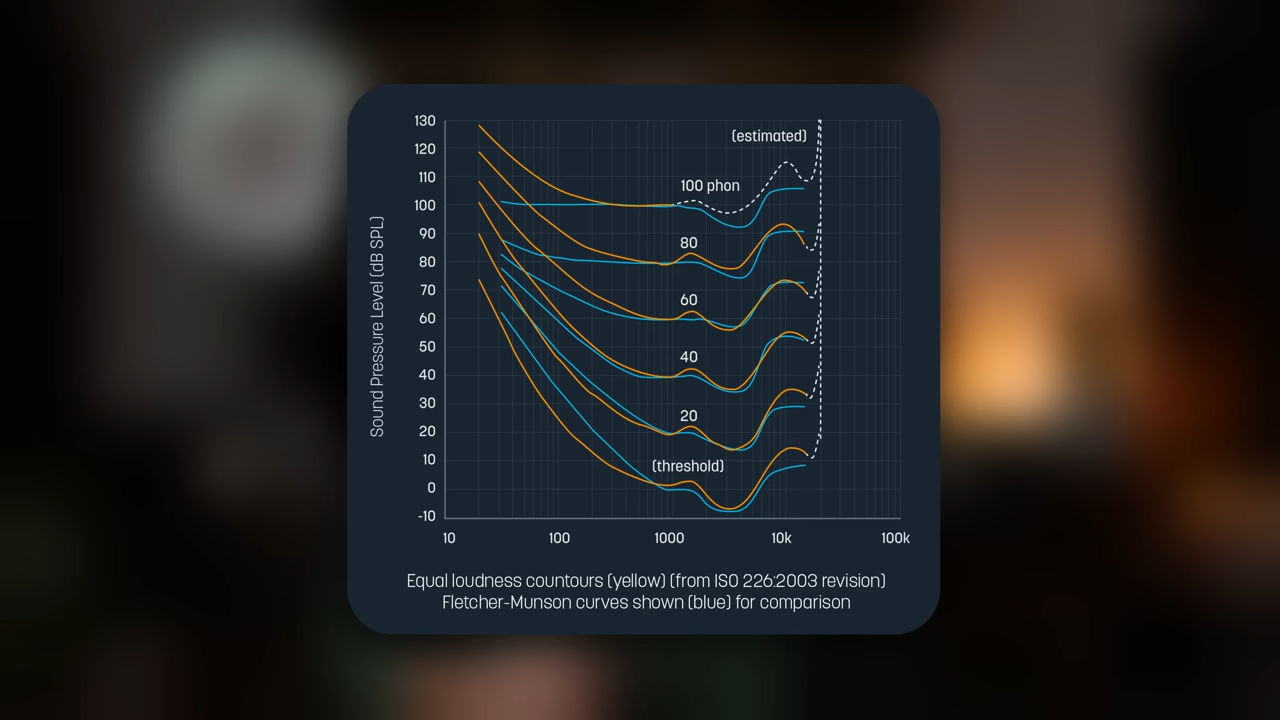 130
120
110
100
90
80
70
60
50
40
30
20
10
0
-10
Sound Pressure Level (dB SPL)
(estimated)
100 phon
80
60
40
20
(threshold)
10
100
1000
10k
100k
Equal loudness countours (yellow) (from ISO 226:2003 revision)
Fletcher-Munson curves shown (blue) for comparison